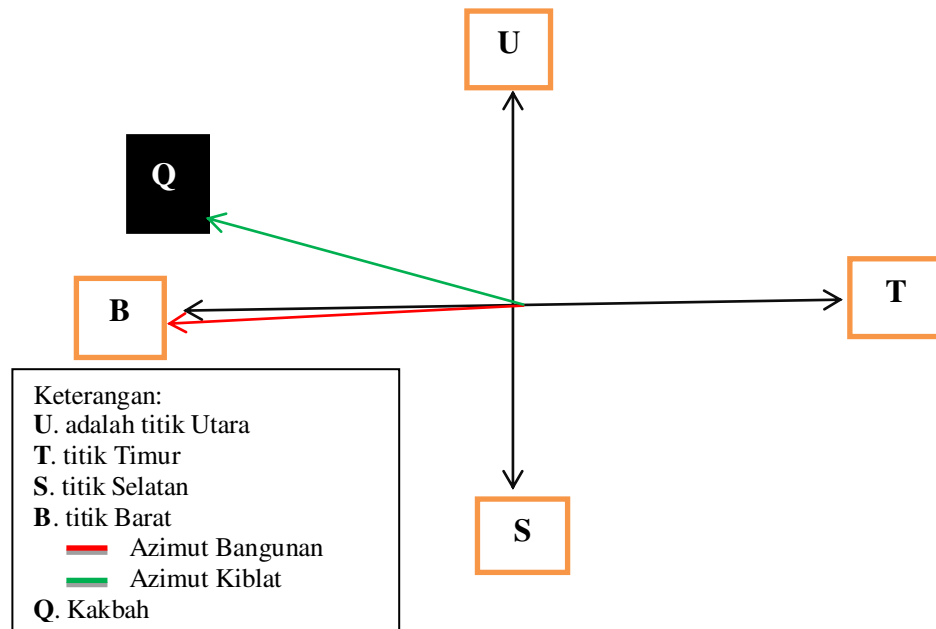 U
Q
T
B
Keterangan:
U. adalah titik Utara
T. titik Timur
S. titik Selatan
B. titik Barat
Azimut Bangunan
Azimut Kiblat
Q. Kakbah
S